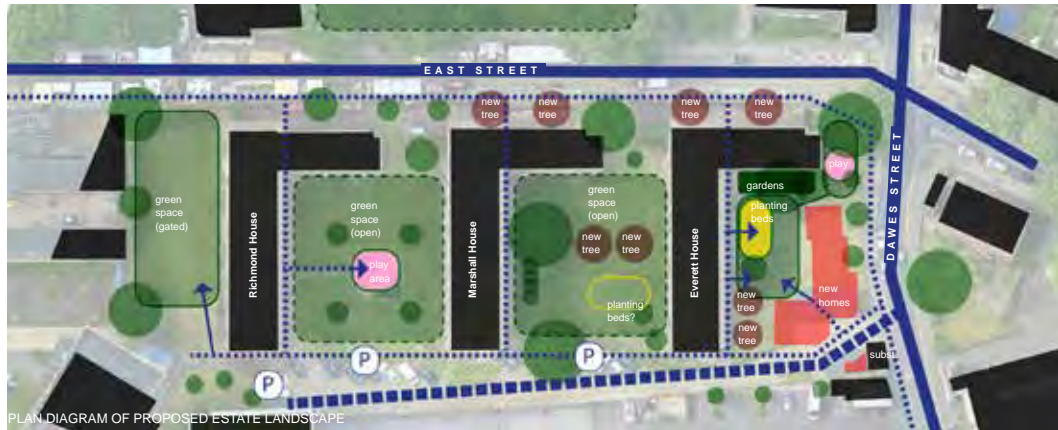 EAST STREET
new
tree
new
tree
new
tree
new
tree
DAWES STREET
play
gardens
green
space
(gated)
green
space
(open)
green
space
(open)
planting
beds
Richmond House
Marshall House
Everett House
new
tree
new
tree
play
area
planting
beds?
new
homes
new
tree
new
tree
subst.
P
P
P
PLAN DIAGRAM OF PROPOSED ESTATE LANDSCAPE